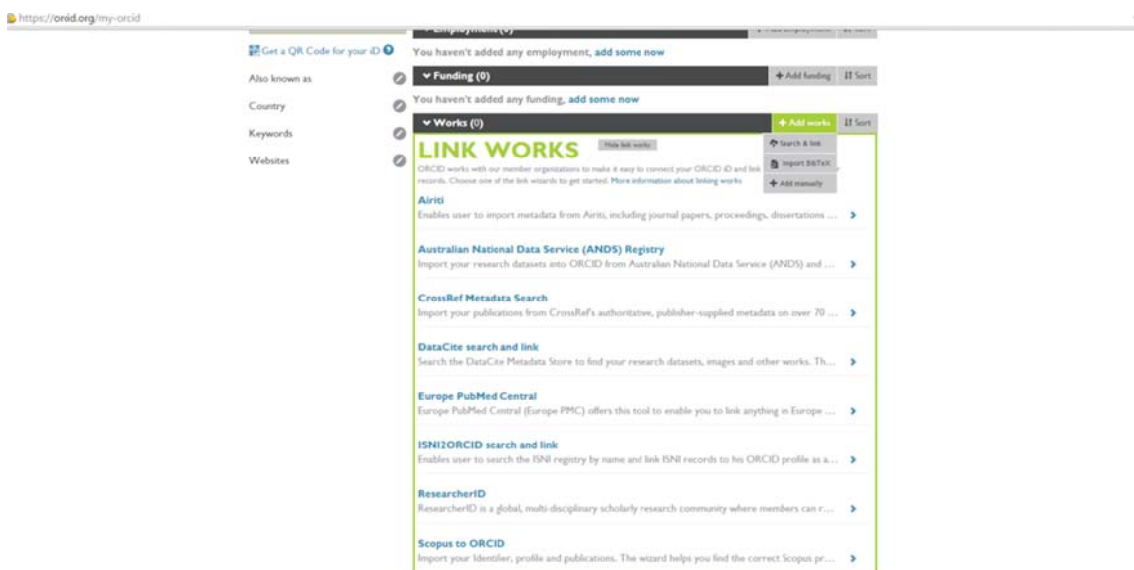 https://orcid.org/my-orcid
Get a QR Code for your iD
You haven't added any employment, add some now
Also known as
Funding (0)
+ Add funding
Sort
Country
You haven't added any funding, add some now
Works (0)
+ Add works
Sort
Keywords
LINK WORKS
Hide link works
Search & link
Websites
ORCID works with our member organizations to make it easy to connect your ORCID iD and link
Import BibTeX
records. Choose one of the link wizards to get started. More information about linking works
+ Add manually
Airiti
Enables user to import metadata from Airiti, including journal papers, proceedings, dissertations ...
Australian National Data Service (ANDS) Registry
Import your research datasets into ORCID from Australian National Data Service (ANDS) and ...
CrossRef Metadata Search
Import your publications from CrossRef's authoritative, publisher-supplied metadata on over 70 ...
DataCite search and link
Search the DataCite Metadata Store to find your research datasets, images and other works. Th...
Europe PubMed Central
Europe PubMed Central (Europe PMC) offers this tool to enable you to link anything in Europe ...
ISNI2ORCID search and link
Enables user to search the ISNI registry by name and link ISNI records to his ORCID profile as a...
ResearcherID
ResearcherID is a global, multi-disciplinary scholarly research community where members can r...
Scopus to ORCID
Import your Identifier, profile and publications. The wizard helps you find the correct Scopus pr...